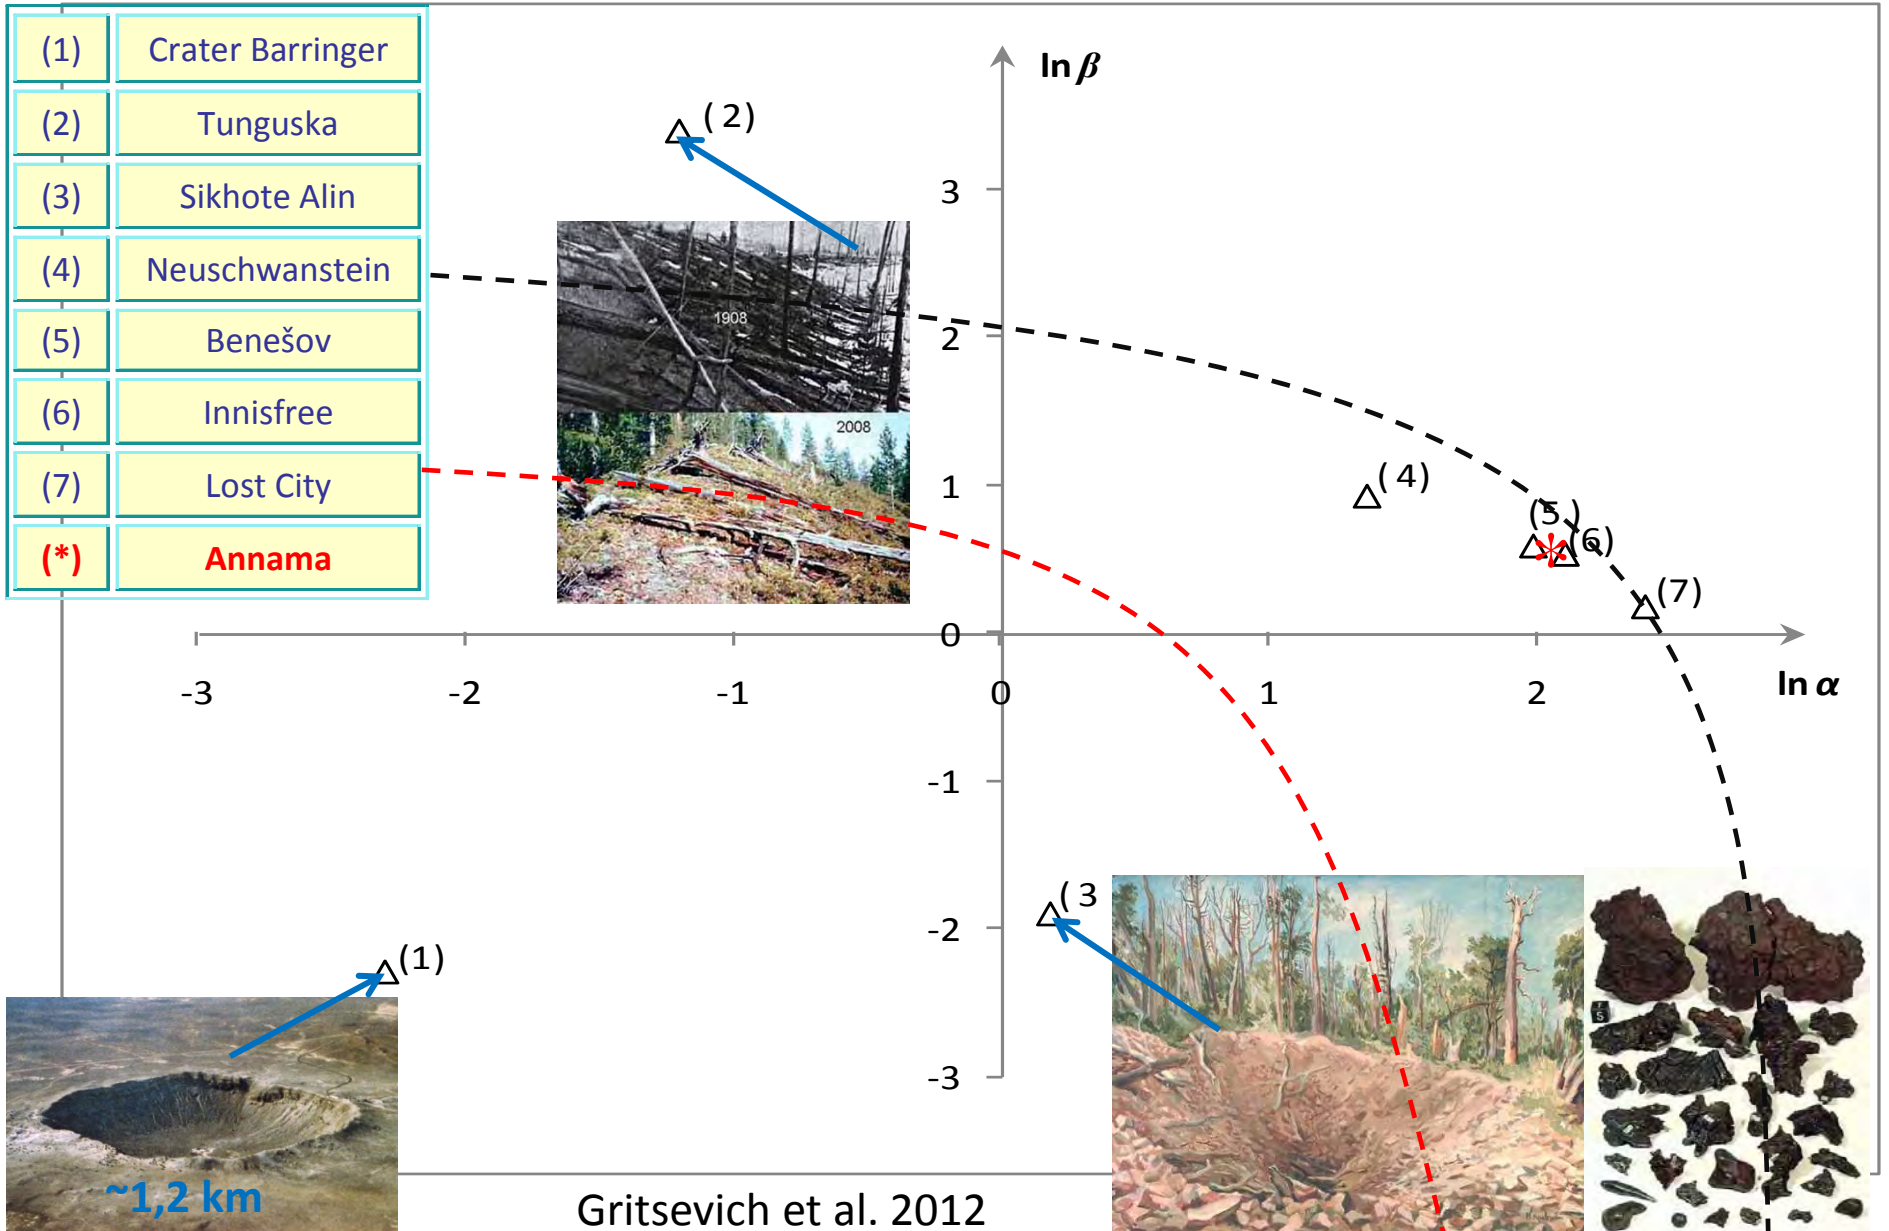 (1) Crater Barringer
(2) Tunguska
(3) Sikhote Alin
(4) Neuschwanstein
(5) Benešov
(6) Innisfree
(7) Lost City
(*) Annama
ln β
( 2)
3
1908
2
2008
1
( 4)
(5 )
(6)
(7)
0
-3 -2 -1 0 1 2
ln α
-1
( 3
-2
(1)
-3
5
~1,2 km
Gritsevich et al. 2012